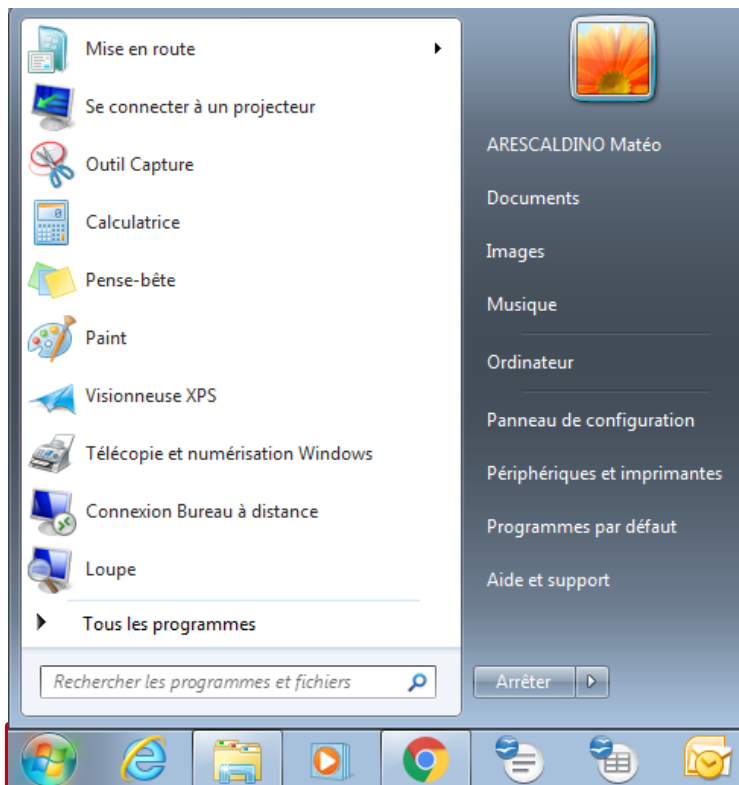 Mise en route
Se connecter à un projecteur
Outil Capture
Calculatrice
Pense-bête
Paint
Visionneuse XPS
Télécopie et numérisation Windows
Connexion Bureau à distance
Loupe
Tous les programmes
Rechercher les programmes et fichiers
ARESCALDINO Matéo
Documents
Images
Musique
Ordinateur
Panneau de configuration
Périphériques et imprimantes
Programmes par défaut
Aide et support
Arrêter